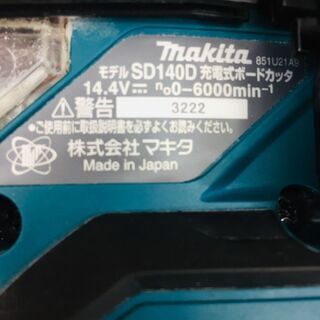 makita 851U21A9
モデル SD140D 充電式ボードカッタ
14.4V⎓ n₀0−6000min⁻¹
⚠警告 3222
●ご使用前に取扱説明書を必ずよくお読みください。
株式会社 マキタ
Made in Japan